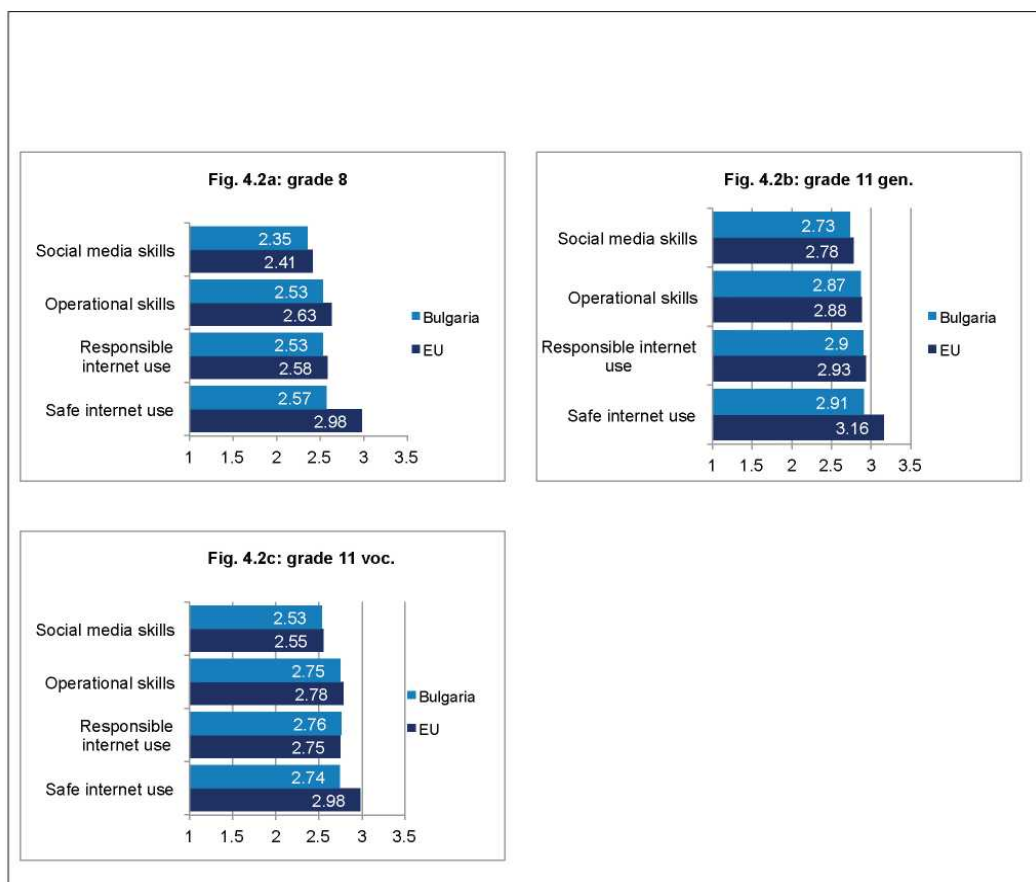 Fig. 4.2a: grade 8
Social media skills
2.35
2.41
Operational skills
2.53
2.63
Responsible
internet use
2.53
2.58
Safe internet use
2.57
2.98
Bulgaria
EU
1 1.5 2 2.5 3 3.5
Fig. 4.2b: grade 11 gen.
Social media skills
2.73
2.78
Operational skills
2.87
2.88
Responsible internet
use
2.9
2.93
Safe internet use
2.91
3.16
Bulgaria
EU
1 1.5 2 2.5 3 3.5
Fig. 4.2c: grade 11 voc.
Social media skills
2.53
2.55
Operational skills
2.75
2.78
Responsible
internet use
2.76
2.75
Safe internet use
2.74
2.98
Bulgaria
EU
1 1.5 2 2.5 3 3.5